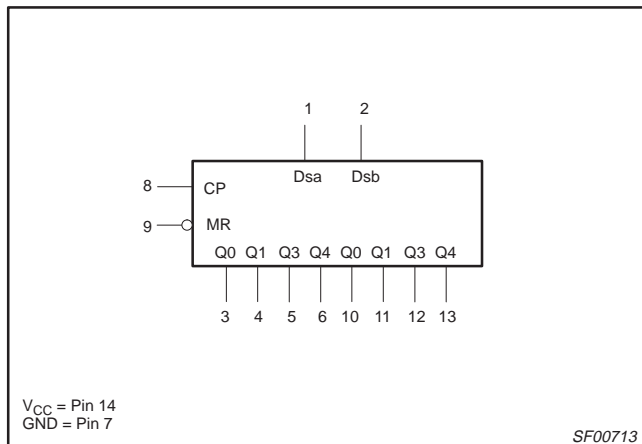 1 2
Dsa Dsb
8 CP
9 MR
Q0 Q1 Q3 Q4 Q0 Q1 Q3 Q4
3 4 5 6 10 11 12 13
VCC = Pin 14
GND = Pin 7
SF00713